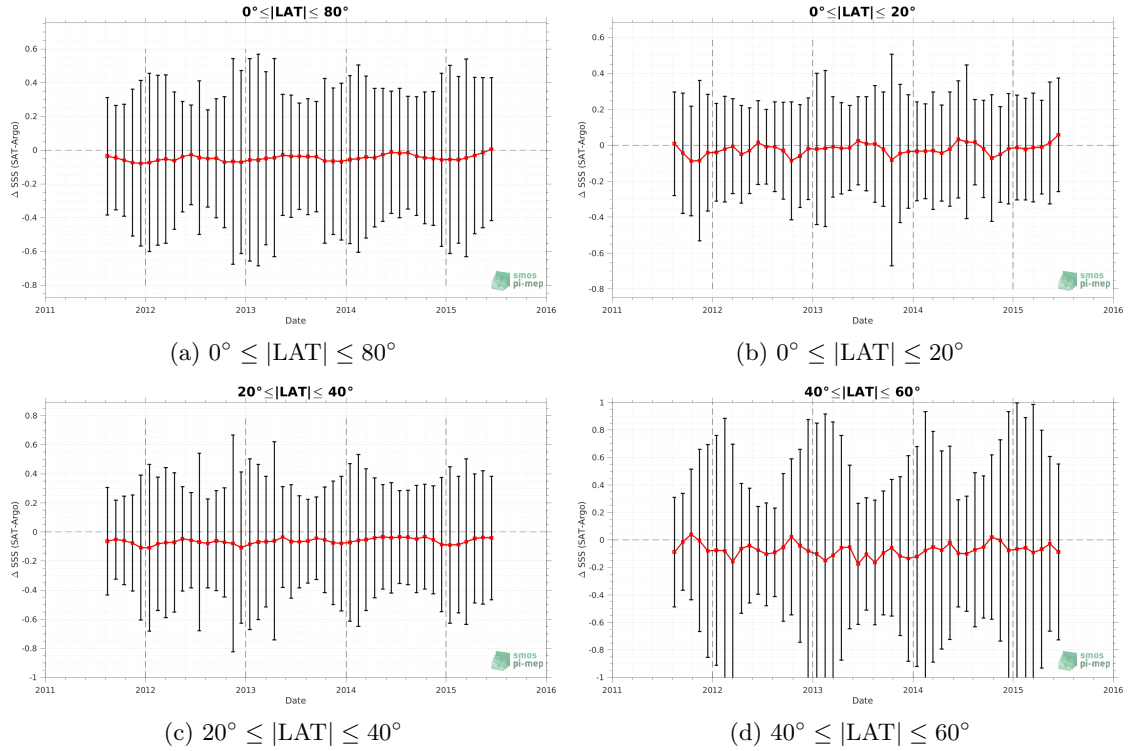 0°≤|LAT|≤ 80°
0.6
0.4
0.2
0
-0.2
-0.4
-0.6
-0.8
Δ SSS (SAT-Argo)
2011
2012
2013
2014
2015
2016
Date
smos
pi-mep
(a) 0° ≤ |LAT| ≤ 80°
0°≤|LAT|≤ 20°
0.6
0.4
0.2
0
-0.2
-0.4
-0.6
-0.8
Δ SSS (SAT-Argo)
2011
2012
2013
2014
2015
2016
Date
smos
pi-mep
(b) 0° ≤ |LAT| ≤ 20°
20°≤|LAT|≤ 40°
0.8
0.6
0.4
0.2
0
-0.2
-0.4
-0.6
-0.8
-1
Δ SSS (SAT-Argo)
2011
2012
2013
2014
2015
2016
Date
smos
pi-mep
(c) 20° ≤ |LAT| ≤ 40°
40°≤|LAT|≤ 60°
1
0.8
0.6
0.4
0.2
0
-0.2
-0.4
-0.6
-0.8
-1
Δ SSS (SAT-Argo)
2011
2012
2013
2014
2015
2016
Date
smos
pi-mep
(d) 40° ≤ |LAT| ≤ 60°